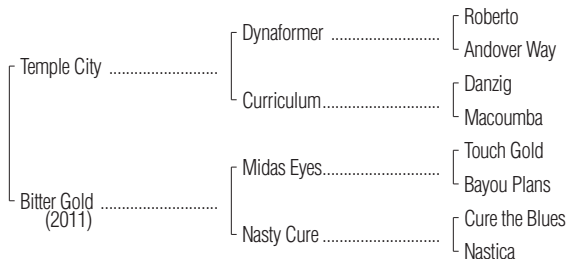 Roberto
Dynaformer ........................
Andover Way
Temple City ........................
Danzig
Curriculum..........................
Macoumba
Touch Gold
Midas Eyes..........................
Bayou Plans
Bitter Gold ..........................
(2011)
Cure the Blues
Nasty Cure ..........................
Nastica